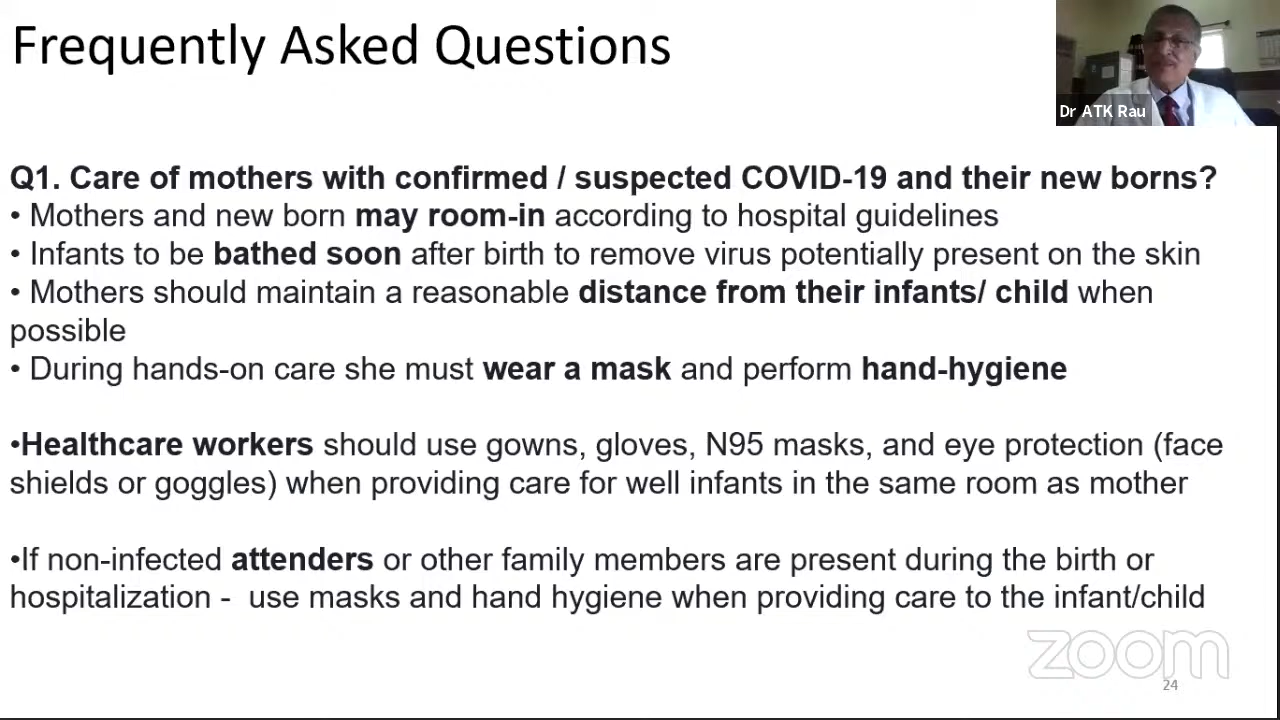 Frequently Asked Questions
Dr ATK Rau
Q1. Care of mothers with confirmed / suspected COVID-19 and their new borns?
• Mothers and new born may room-in according to hospital guidelines
• Infants to be bathed soon after birth to remove virus potentially present on the skin
• Mothers should maintain a reasonable distance from their infants/ child when
possible
• During hands-on care she must wear a mask and perform hand-hygiene
•Healthcare workers should use gowns, gloves, N95 masks, and eye protection (face
shields or goggles) when providing care for well infants in the same room as mother
•If non-infected attenders or other family members are present during the birth or
hospitalization -  use masks and hand hygiene when providing care to the infant/child
zoom
24